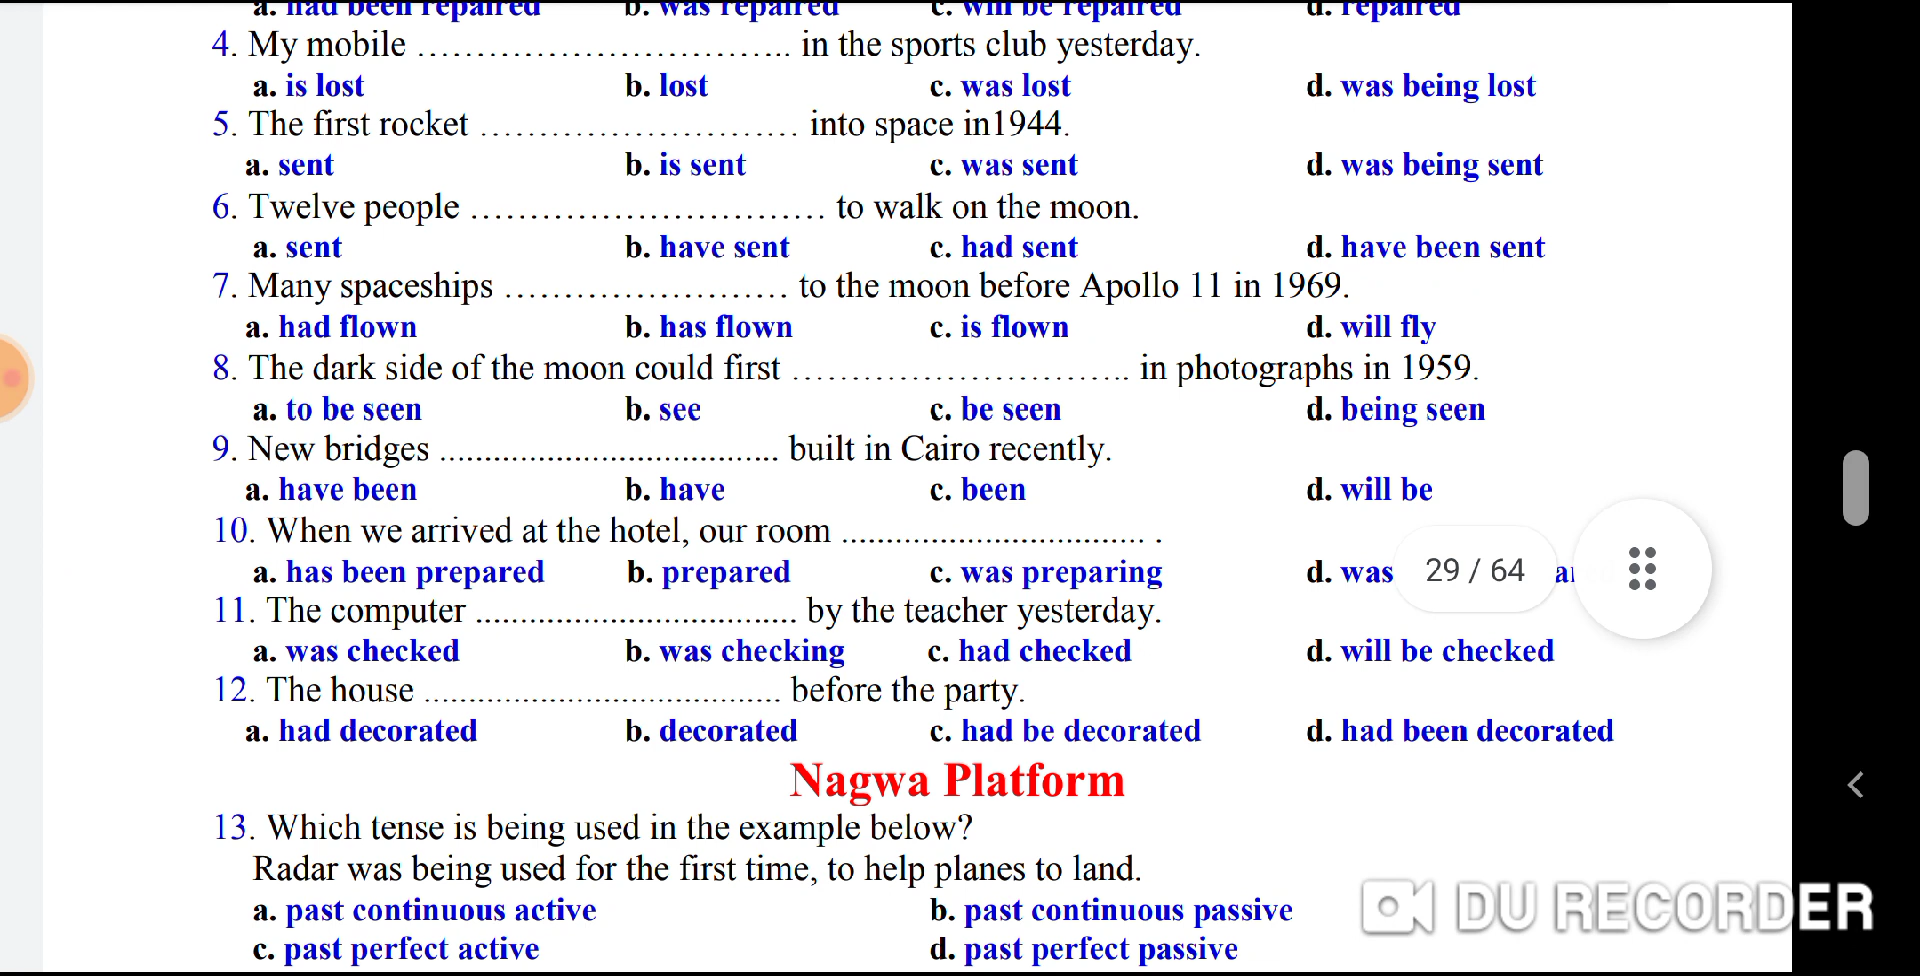 a. had been repaired b. was repaired c. will be repaired d. repaired
4. My mobile ………………………….. in the sports club yesterday.
a. is lost b. lost c. was lost d. was being lost
5. The first rocket ……………………… into space in1944.
a. sent b. is sent c. was sent d. was being sent
6. Twelve people ………………………… to walk on the moon.
a. sent b. have sent c. had sent d. have been sent
7. Many spaceships …………………… to the moon before Apollo 11 in 1969.
a. had flown b. has flown c. is flown d. will fly
8. The dark side of the moon could first ……………………….. in photographs in 1959.
a. to be seen b. see c. be seen d. being seen
9. New bridges ...................................... built in Cairo recently.
a. have been b. have c. been d. will be
10. When we arrived at the hotel, our room .................................. .
a. has been prepared b. prepared c. was preparing d. was
29 / 64
11. The computer .................................... by the teacher yesterday.
a. was checked b. was checking c. had checked d. will be checked
12. The house ........................................ before the party.
a. had decorated b. decorated c. had be decorated d. had been decorated
Nagwa Platform
13. Which tense is being used in the example below?
Radar was being used for the first time, to help planes to land.
a. past continuous active b. past continuous passive
c. past perfect active d. past perfect passive
DU RECORDER